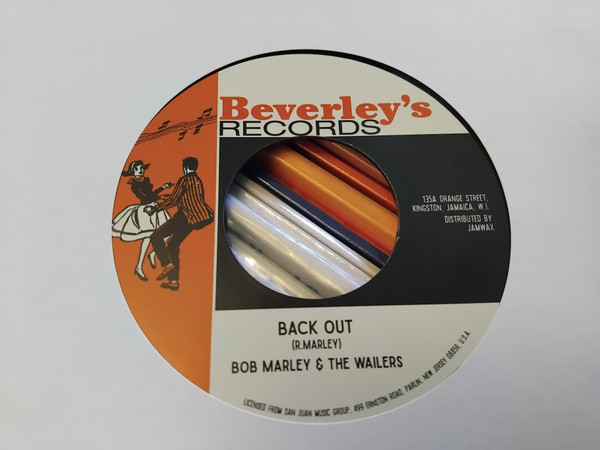 Beverley's
RECORDS
135A ORANGE STREET,
KINGSTON, JAMAICA, W.I.
DISTRIBUTED BY
JAMWAX
BACK OUT
(R.MARLEY)
BOB MARLEY & THE WAILERS
LICENSED FROM SAN JUAN MUSIC GROUP, 499 ERNSTON ROAD, PARLIN, NEW JERSEY 08859, U.S.A.